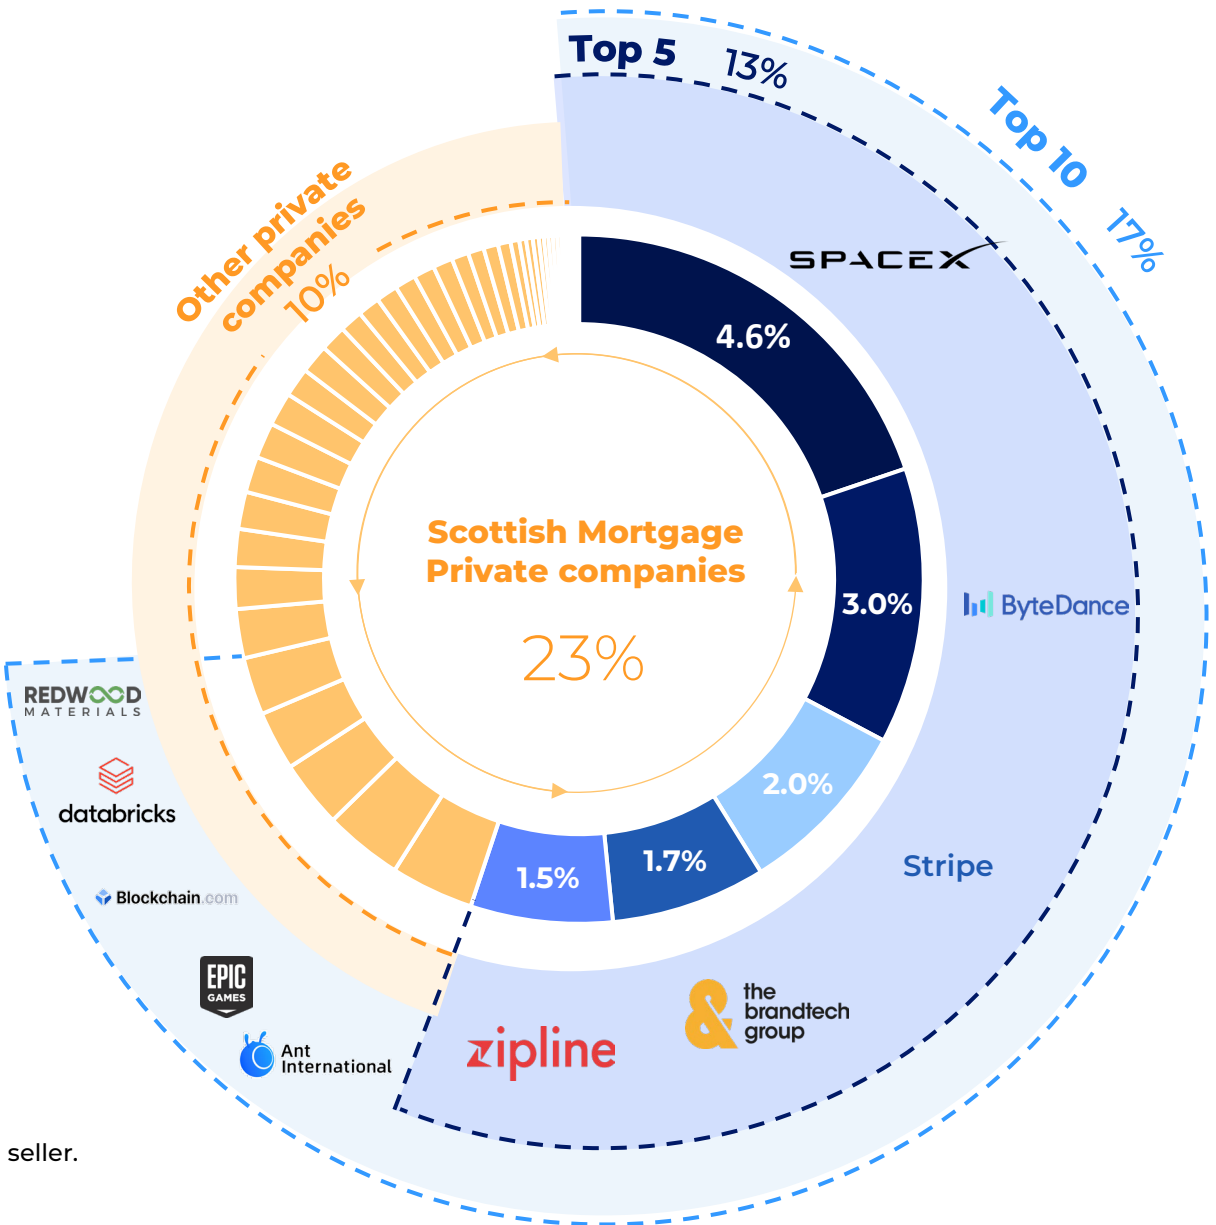 Top 5 13%
Top 10 17%
Other private
companies
10%
SPACEX
4.6%
3.0%
ByteDance
2.0%
Stripe
1.7%
the
brandtech
group
1.5%
zipline
Scottish Mortgage
Private companies
23%
REDWOOD
MATERIALS
databricks
Blockchain.com
EPIC
GAMES
Ant
International
seller.